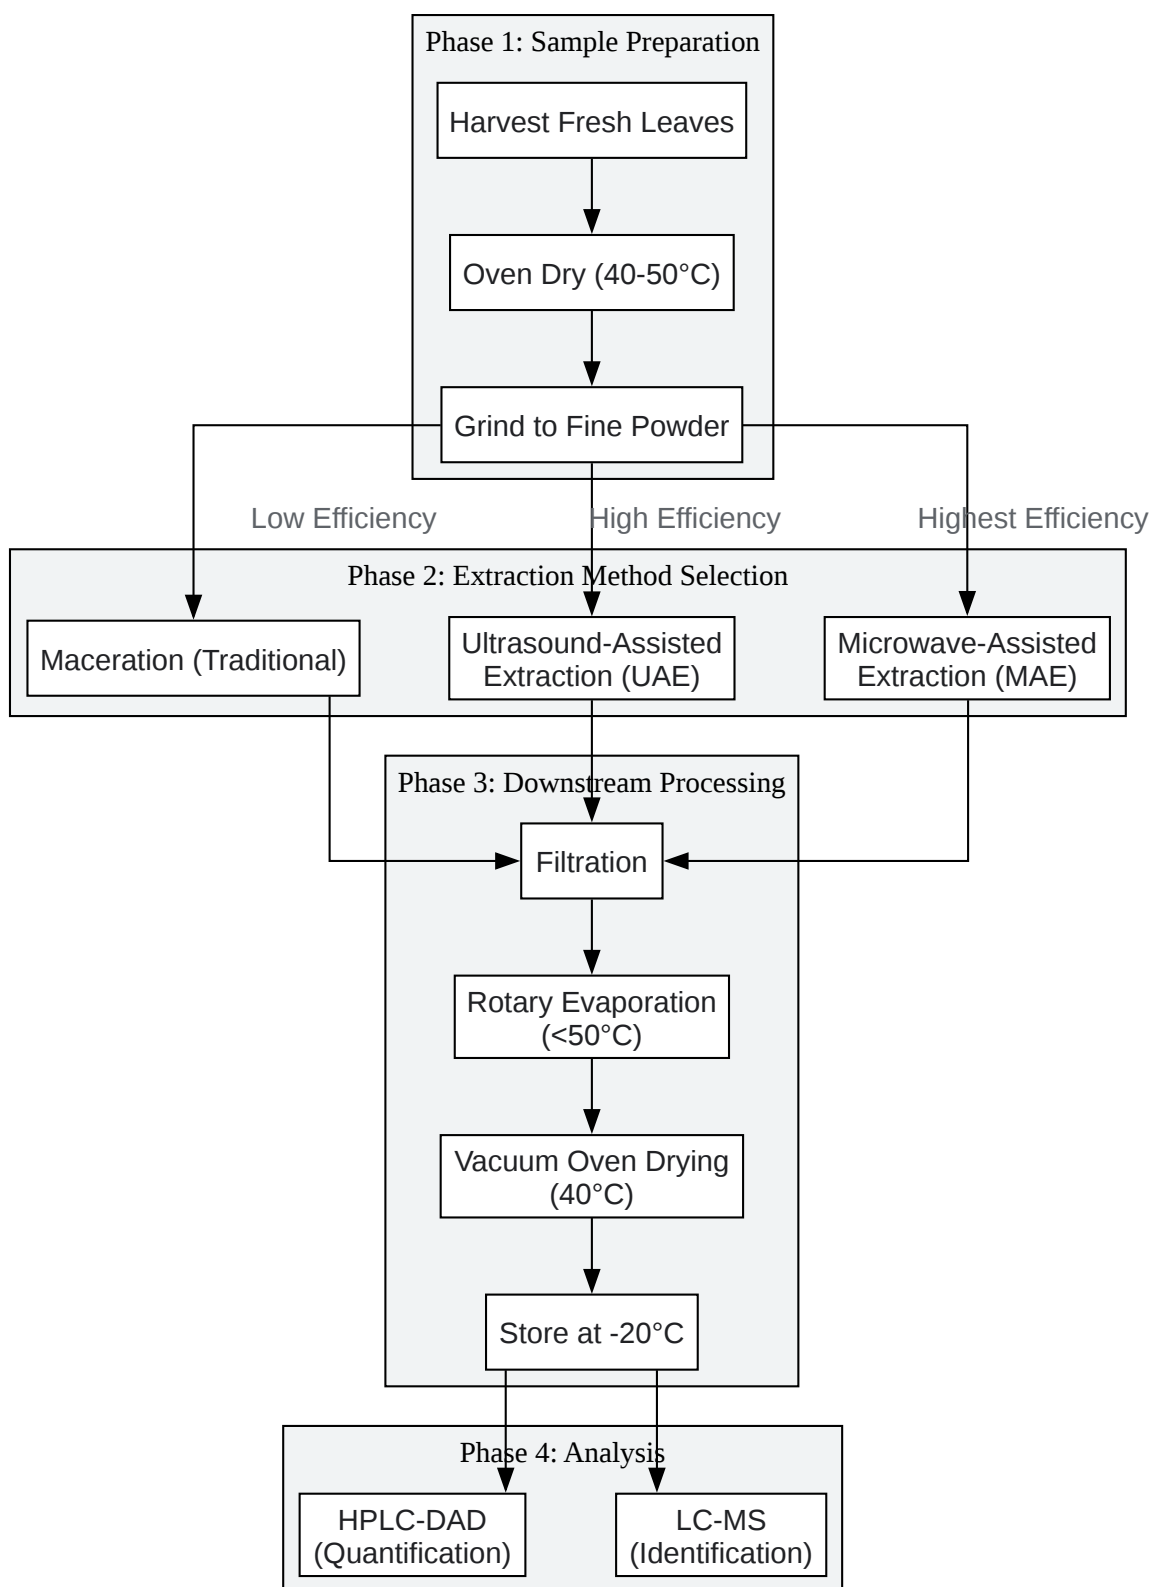 Phase 1: Sample Preparation
Harvest Fresh Leaves
Oven Dry (40-50°C)
Grind to Fine Powder
Low Efficiency
High Efficiency
Highest Efficiency
Phase 2: Extraction Method Selection
Maceration (Traditional)
Ultrasound-Assisted
Extraction (UAE)
Microwave-Assisted
Extraction (MAE)
Phase 3: Downstream Processing
Filtration
Rotary Evaporation
(<50°C)
Vacuum Oven Drying
(40°C)
Store at -20°C
Phase 4: Analysis
HPLC-DAD
(Quantification)
LC-MS
(Identification)